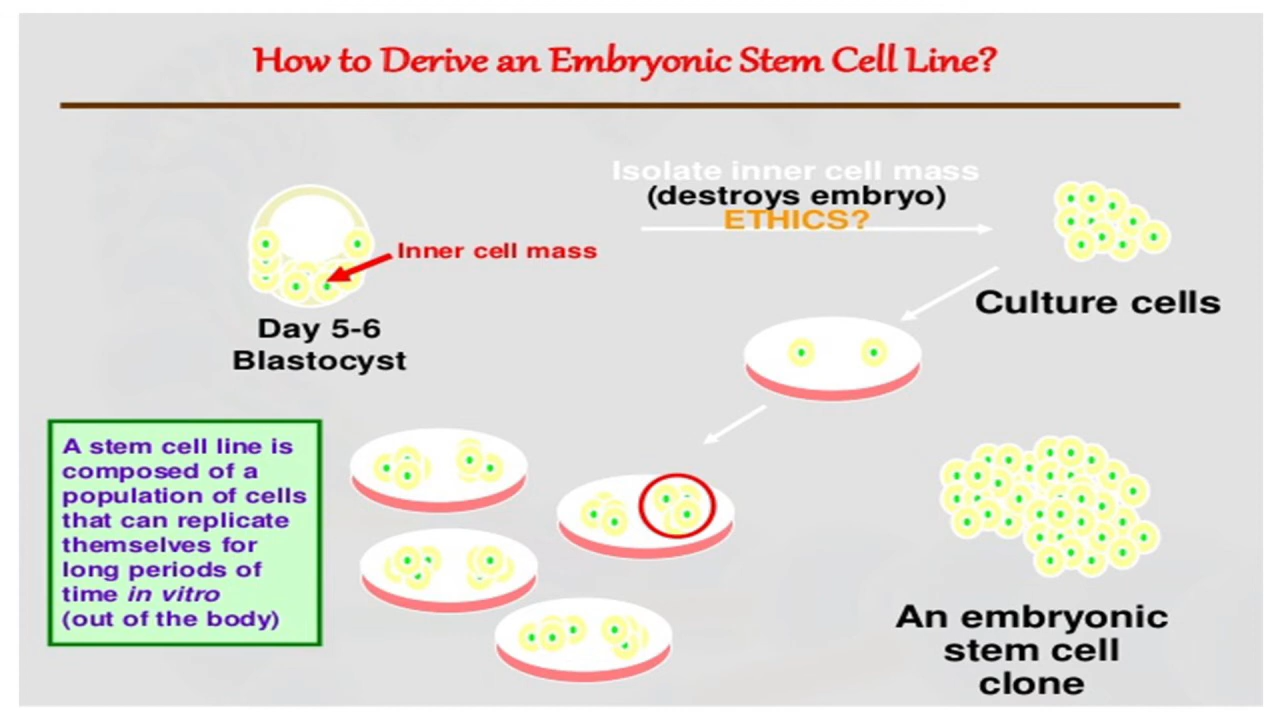 How to Derive an Embryonic Stem Cell Line?
Isolate inner cell mass
(destroys embryo)
ETHICS?
Inner cell mass
Day 5-6
Blastocyst
Culture cells
A stem cell line is
composed of a
population of cells
that can replicate
themselves for
long periods of
time in vitro
(out of the body)
An embryonic
stem cell
clone